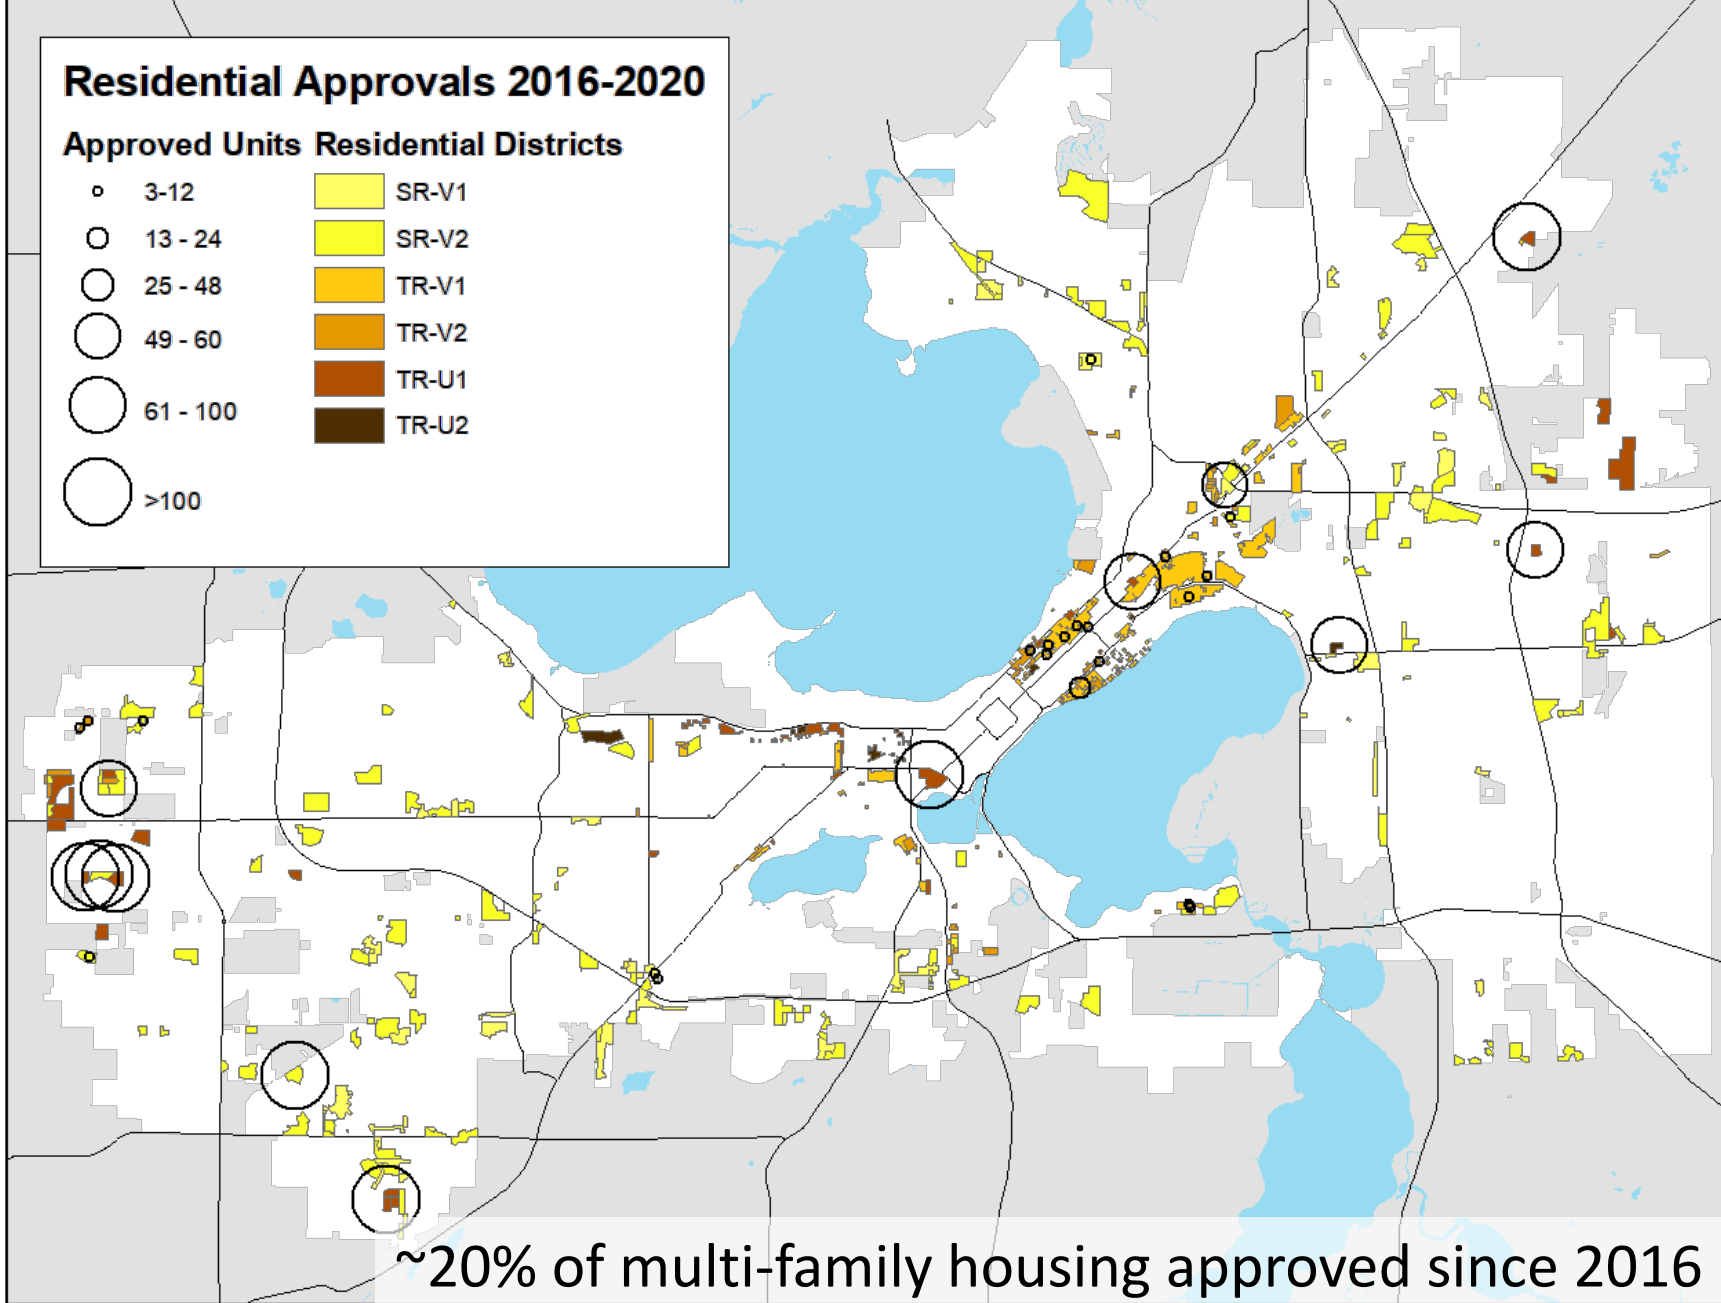 Residential Approvals 2016-2020
Approved Units Residential Districts
3-12 SR-V1
13 - 24 SR-V2
25 - 48 TR-V1
49 - 60 TR-V2
61 - 100 TR-U1
>100 TR-U2
~20% of multi-family housing approved since 2016